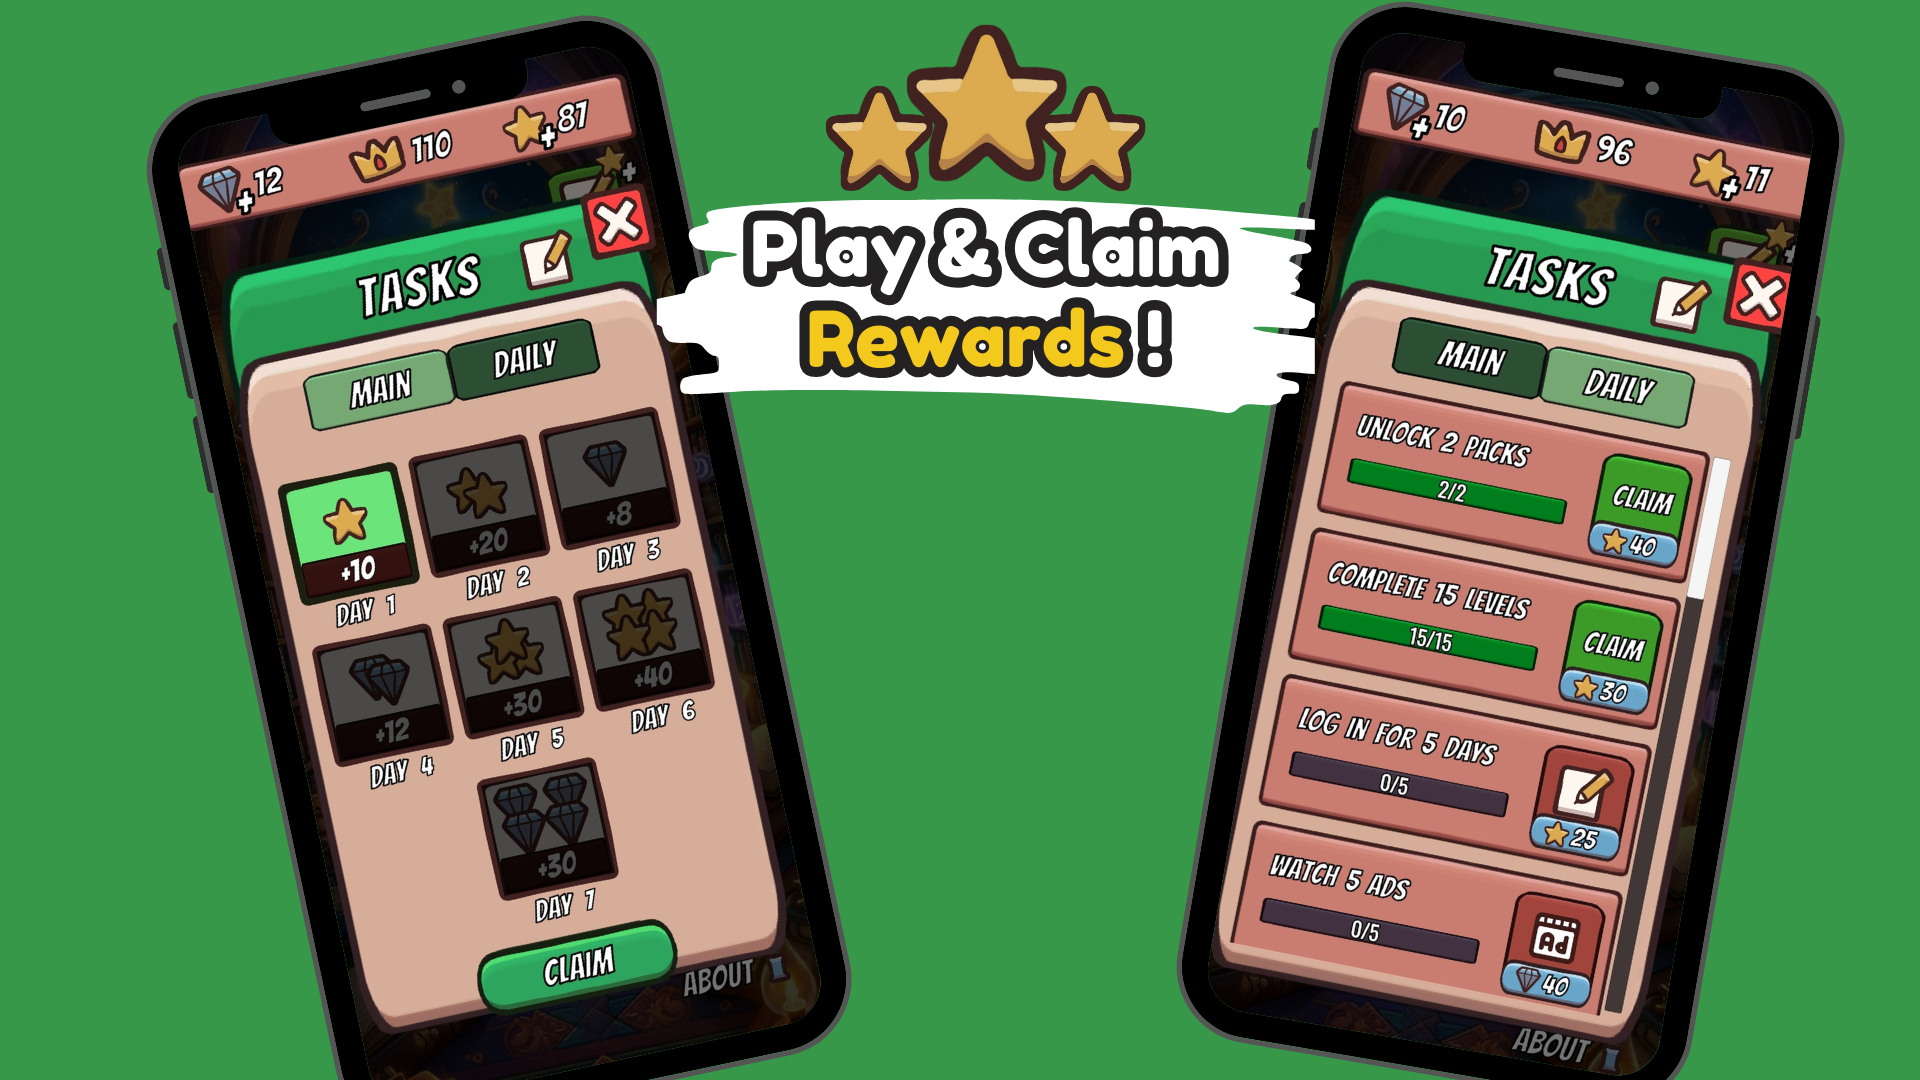 Play & Claim
Rewards!
12
110
87
TASKS
MAIN
DAILY
+10
DAY 1
+20
DAY 2
+8
DAY 3
+12
DAY 4
+30
DAY 5
+40
DAY 6
+30
DAY 7
CLAIM
ABOUT
10
96
11
TASKS
MAIN
DAILY
UNLOCK 2 PACKS
2/2
CLAIM
40
COMPLETE 15 LEVELS
15/15
CLAIM
30
LOG IN FOR 5 DAYS
0/5
25
WATCH 5 ADS
0/5
Ad
40
ABOUT